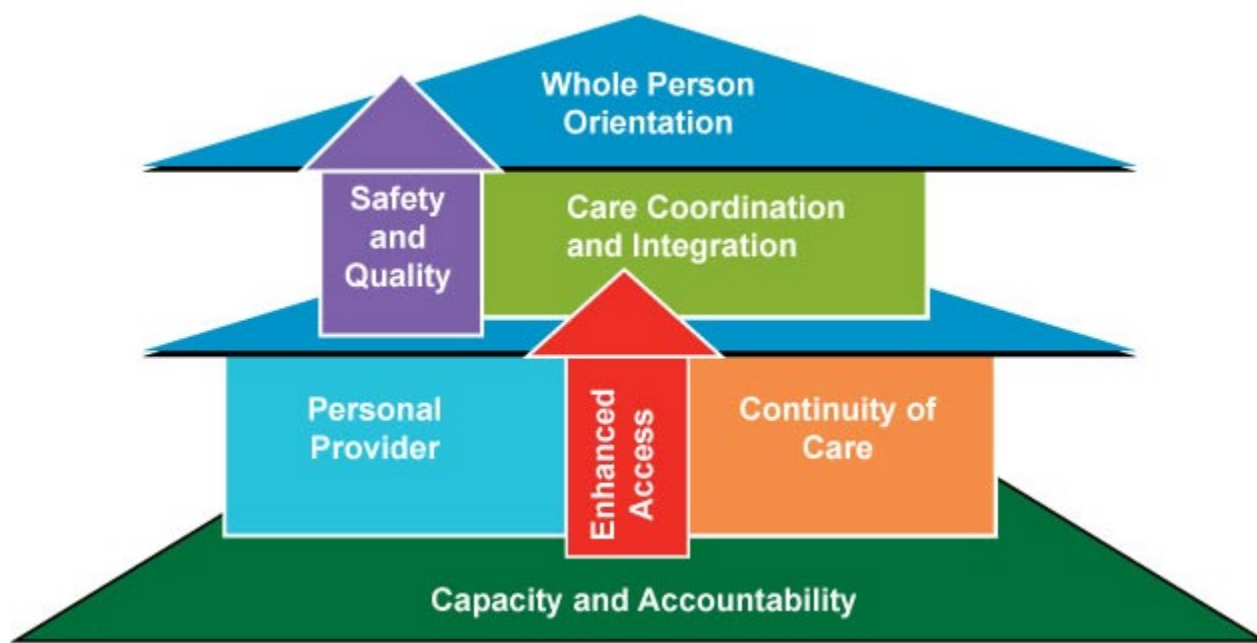 Whole Person
Orientation
Safety
and
Quality
Care Coordination
and Integration
Personal
Provider
Enhanced
Access
Continuity of
Care
Capacity and Accountability